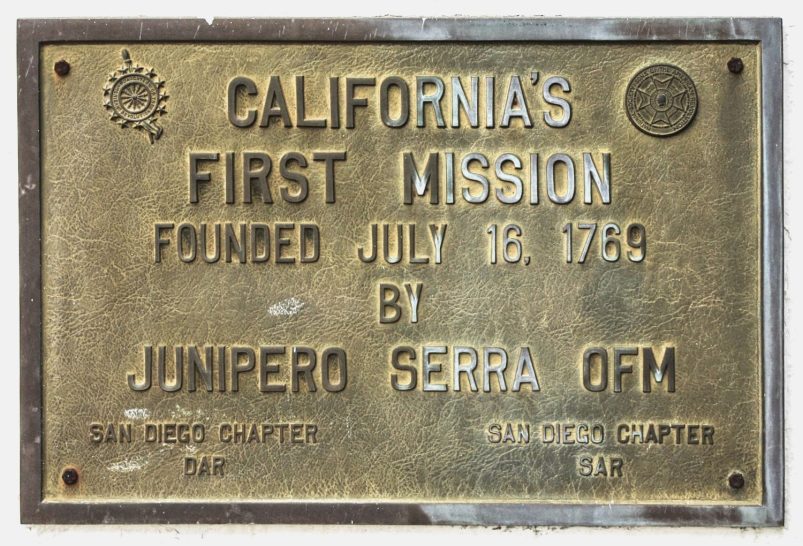 CALIFORNIA'S
FIRST MISSION
FOUNDED JULY 16, 1769
BY
JUNIPERO SERRA OFM
SAN DIEGO CHAPTER
DAR
SAN DIEGO CHAPTER
SAR